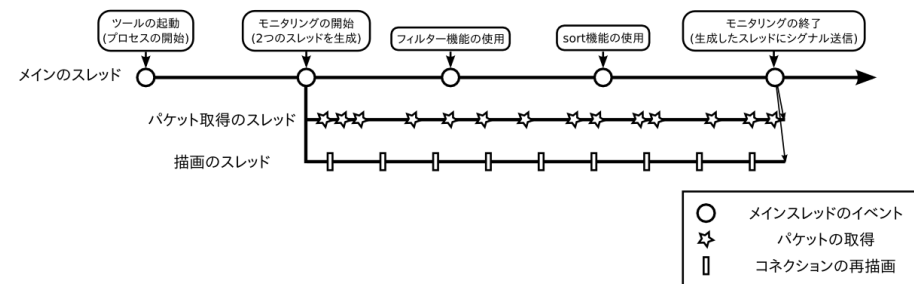 ツールの起動
(プロセスの開始)
モニタリングの開始
(2つのスレッドを生成)
フィルター機能の使用
sort機能の使用
モニタリングの終了
(生成したスレッドにシグナル送信)
メインのスレッド
パケット取得のスレッド
描画のスレッド
メインスレッドのイベント
パケットの取得
コネクションの再描画